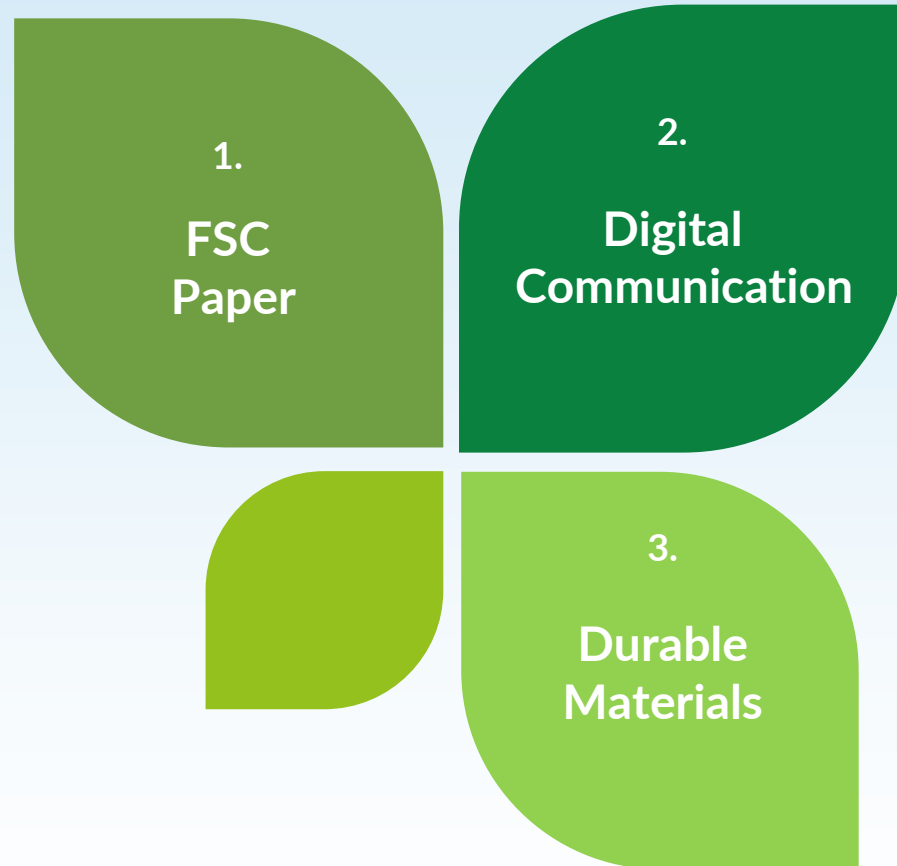 1.
FSC
Paper
2.
Digital
Communication
3.
Durable
Materials